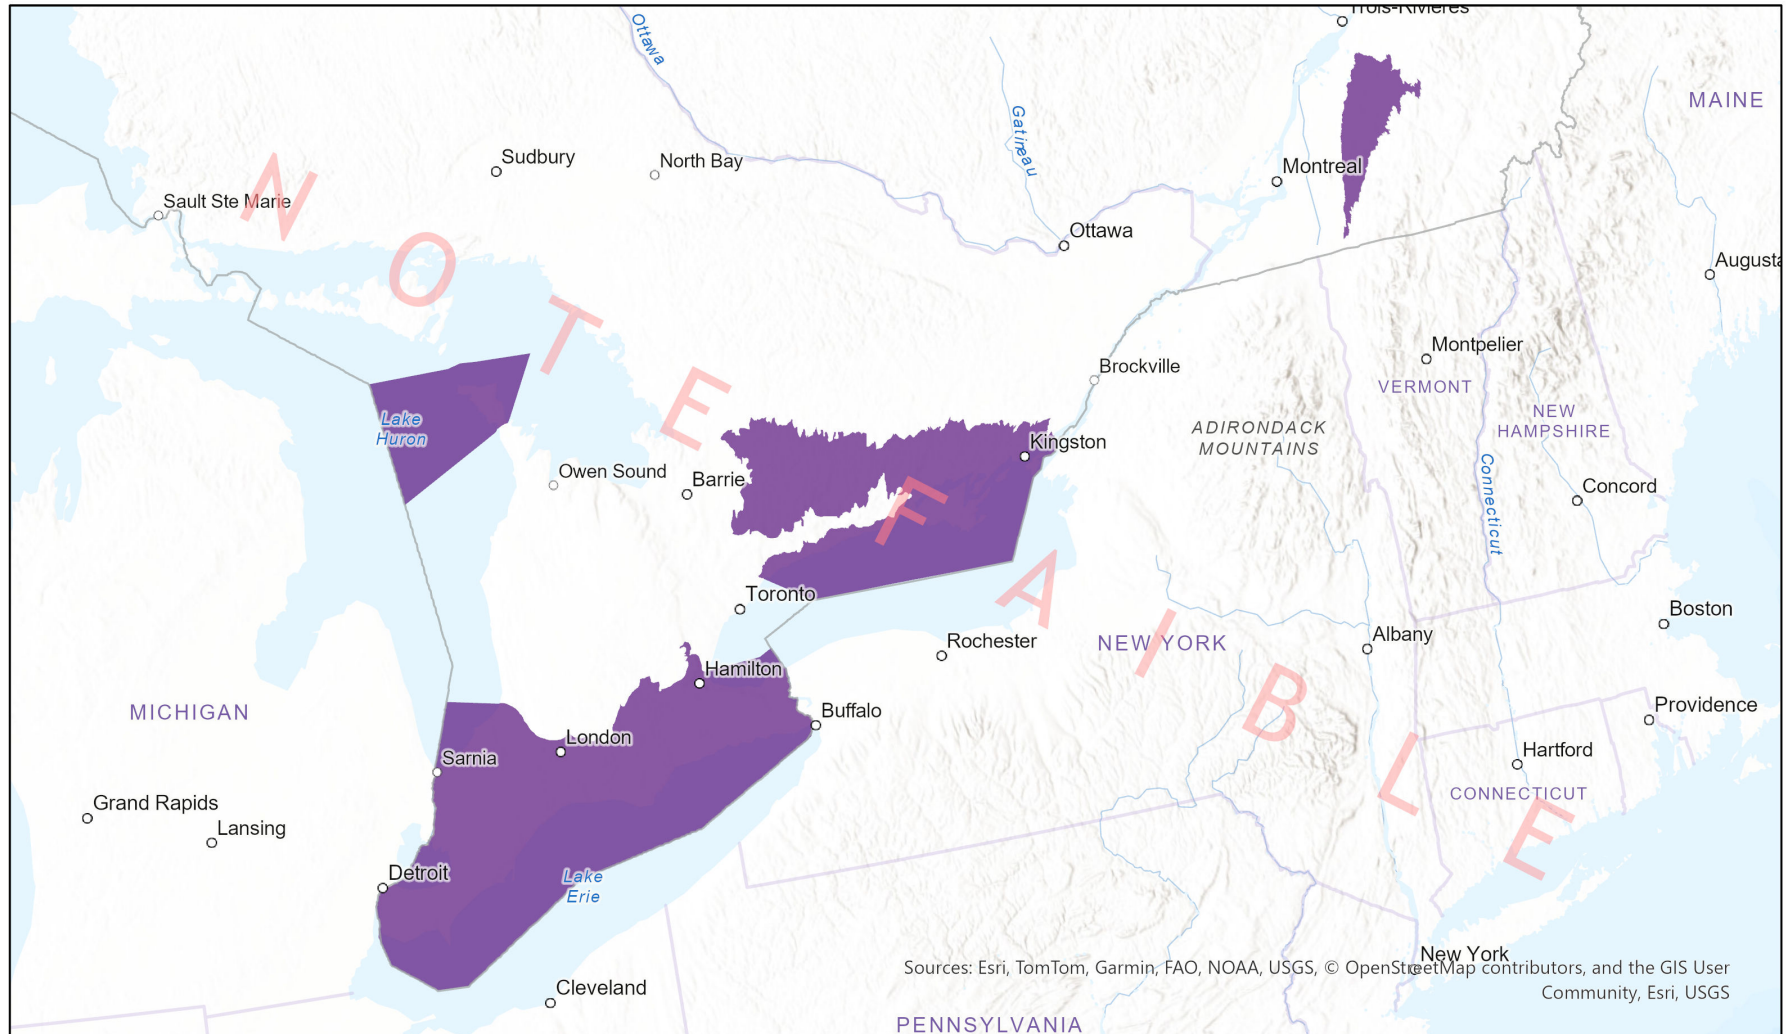 Trois-Rivières
Ottawa
Gatineau
MAINE
Montreal
Sudbury
North Bay
Sault Ste Marie
Ottawa
Augusta
Montpelier
VERMONT
Brockville
NEW
HAMPSHIRE
ADIRONDACK
MOUNTAINS
Lake
Huron
Kingston
Owen Sound
Barrie
Connecticut
Concord
Toronto
Boston
Rochester
NEW YORK
Albany
Hamilton
MICHIGAN
Buffalo
Providence
London
Sarnia
Hartford
CONNECTICUT
Grand Rapids
Lansing
Detroit
Lake
Erie
New York
Cleveland
PENNSYLVANIA
NOTE FAIBLE
Sources: Esri, TomTom, Garmin, FAO, NOAA, USGS, © OpenStreetMap contributors, and the GIS User
Community, Esri, USGS